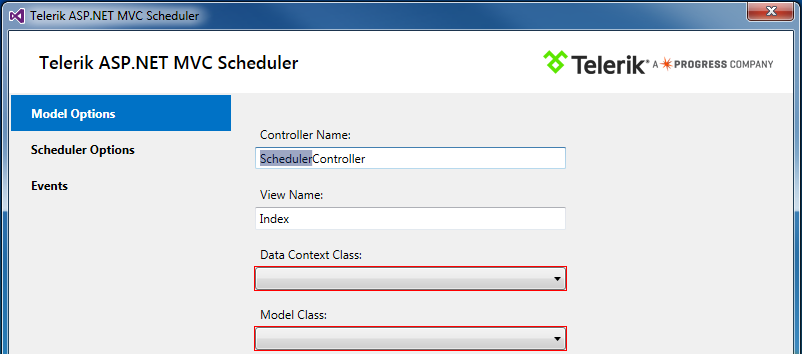 Telerik ASP.NET MVC Scheduler
Telerik ASP.NET MVC Scheduler
Telerik® A PROGRESS COMPANY
Model Options
Scheduler Options
Events
Controller Name:
SchedulerController
View Name:
Index
Data Context Class:
Model Class: